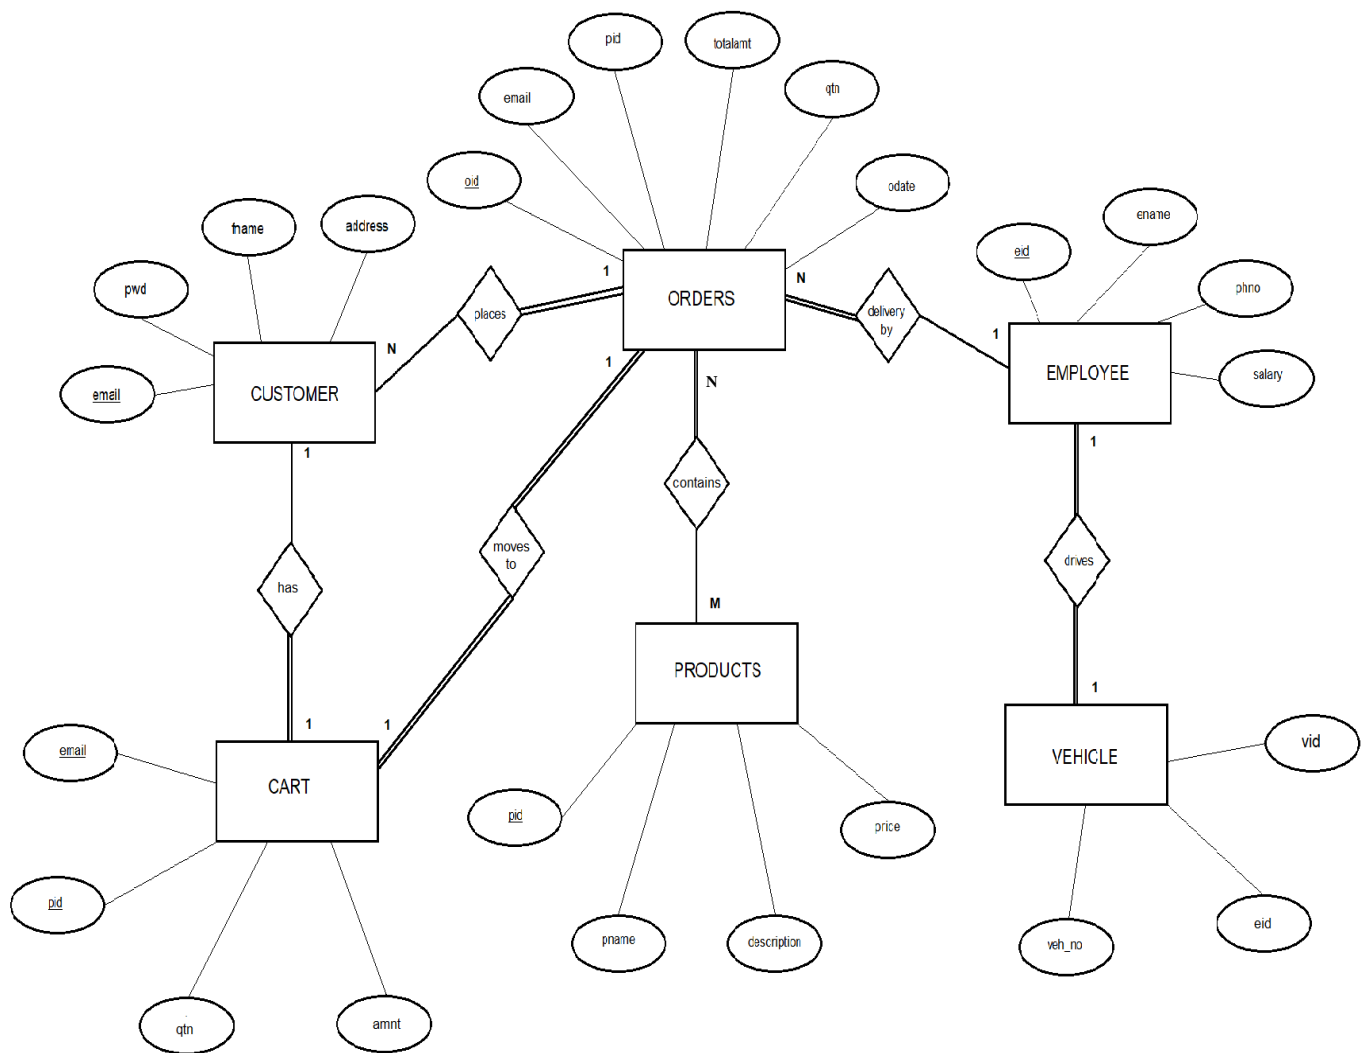 pid
totalamt
qtn
email
oid
odate
fname
address
ename
eid
pwd
phno
1
ORDERS
N
places
delivery
by
N
1
1
EMPLOYEE
salary
email
CUSTOMER
N
1
1
contains
moves
to
drives
has
M
PRODUCTS
1
1
1
email
CART
VEHICLE
vid
pid
price
pid
pname
description
veh_no
eid
qtn
amnt